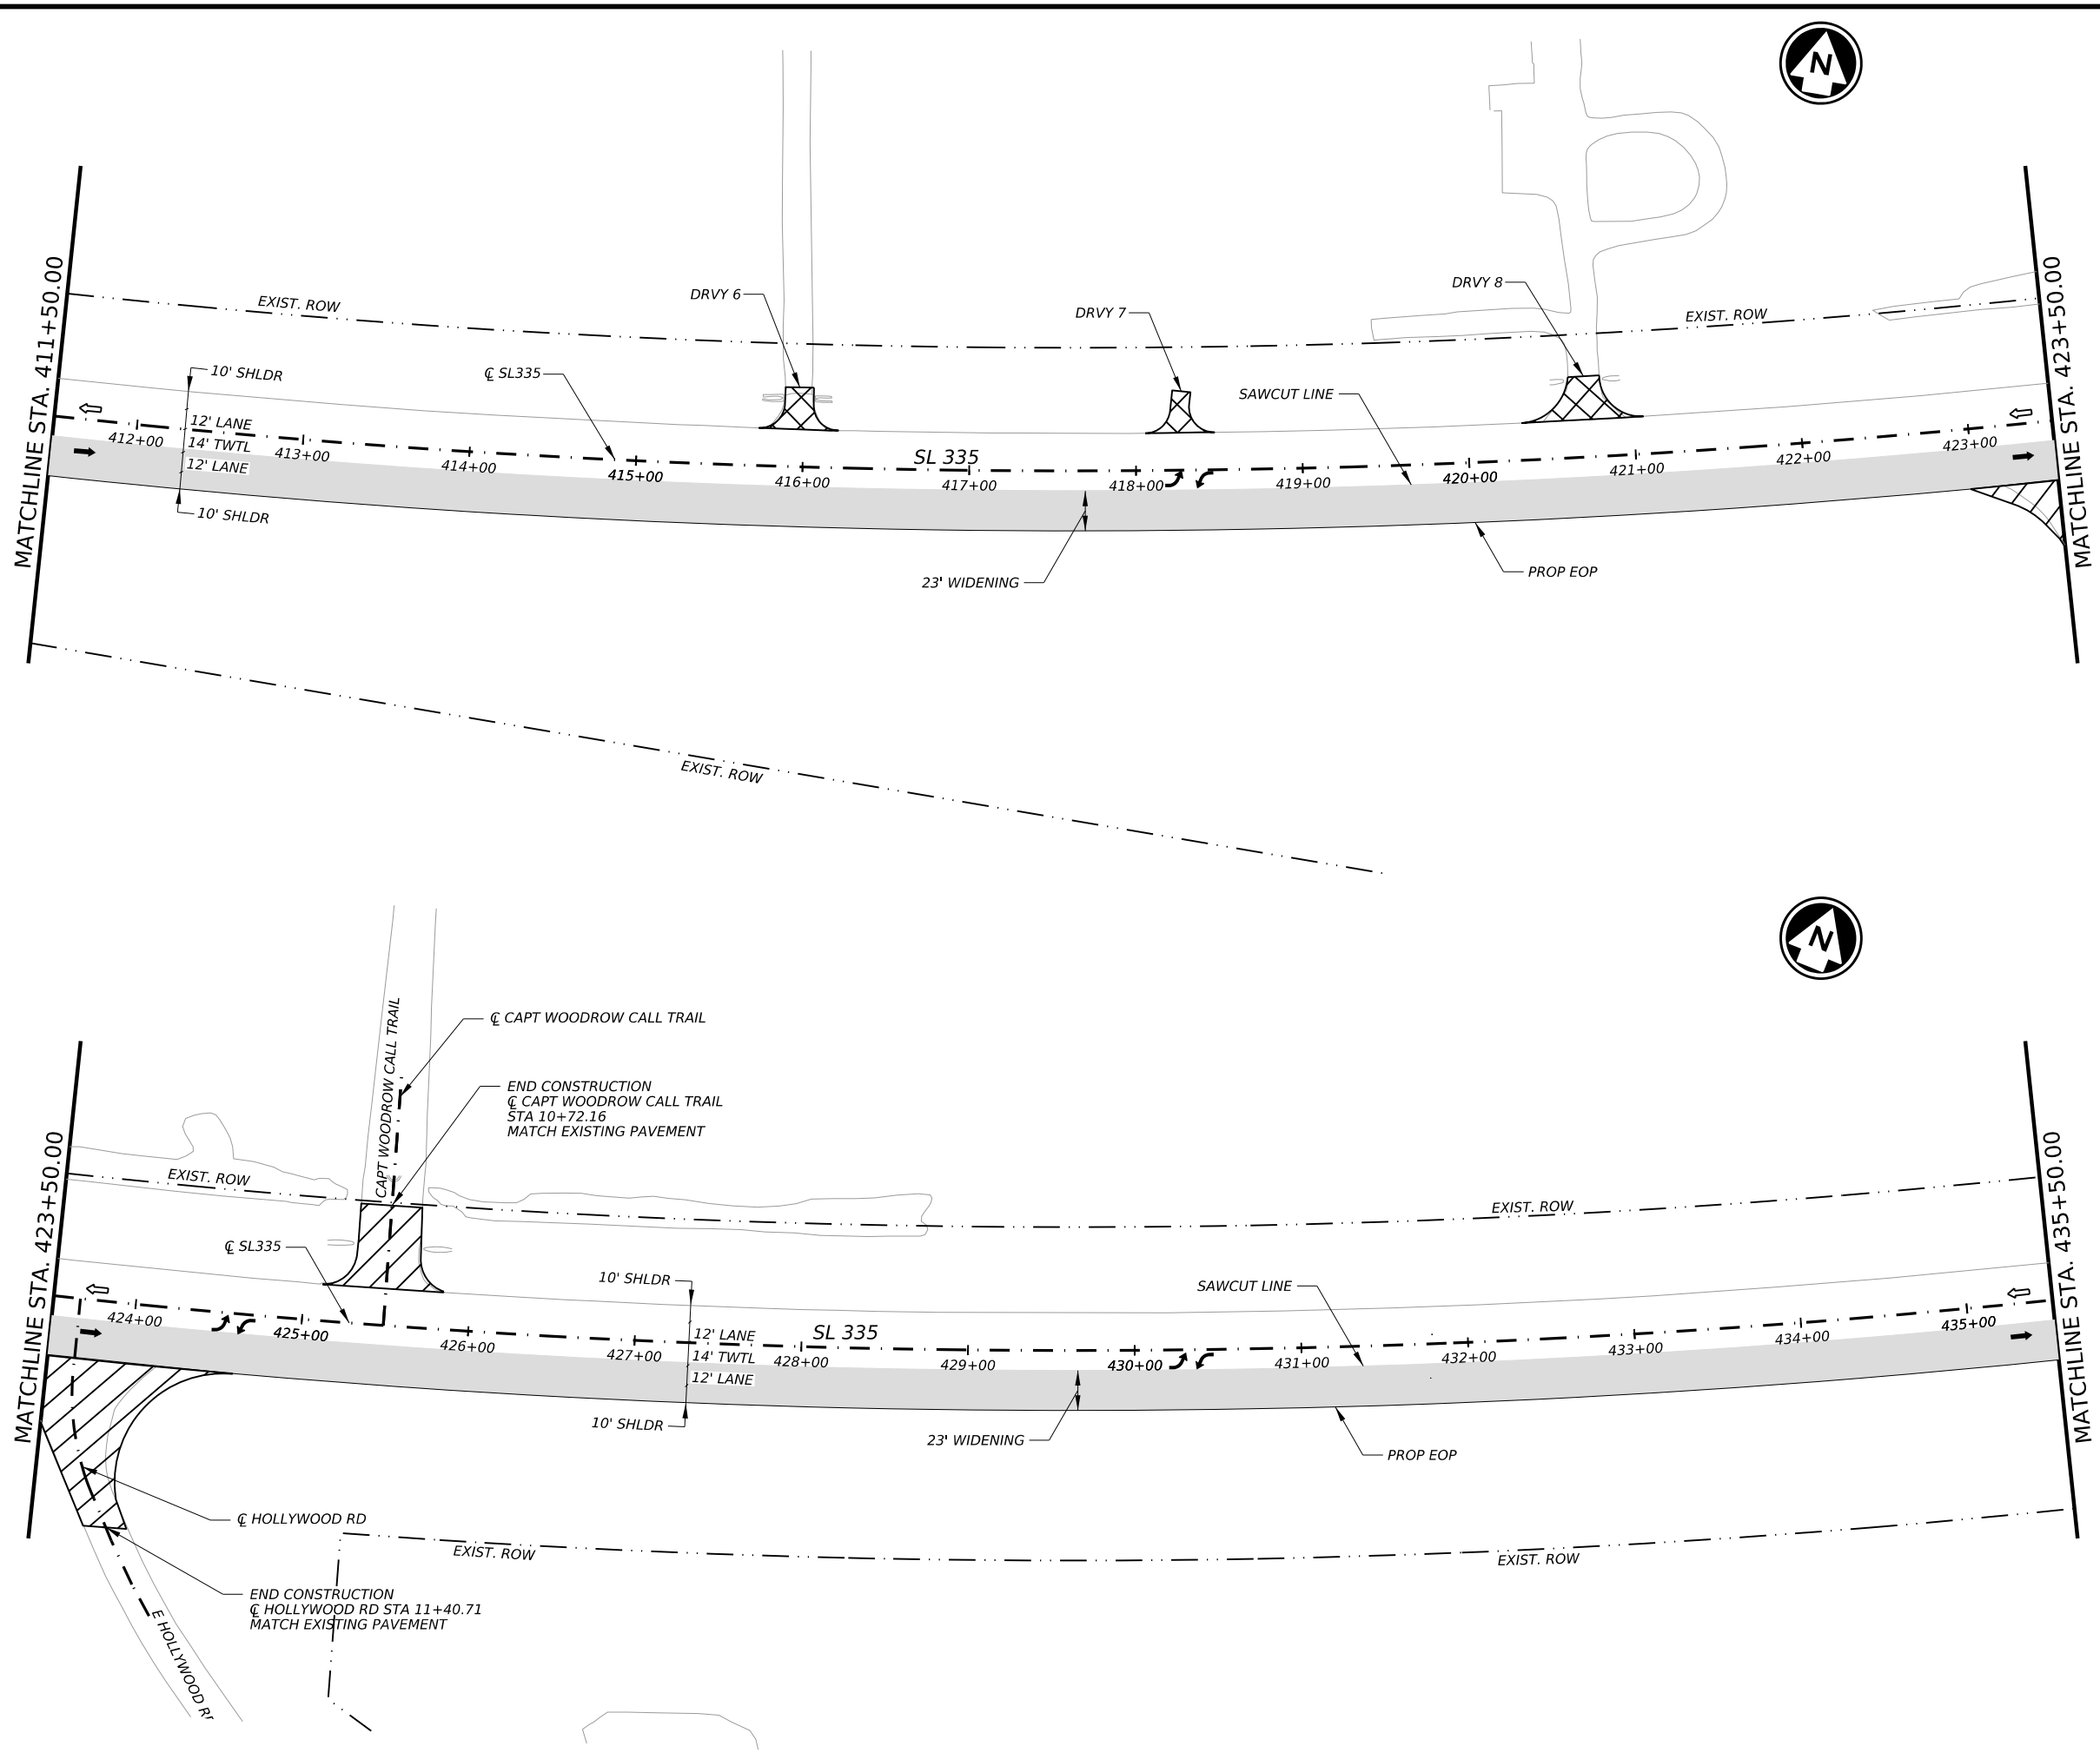 N
MATCHLINE STA. 411+50.00
MATCHLINE STA. 423+50.00
EXIST. ROW
DRVY 6
DRVY 7
DRVY 8
EXIST. ROW
10' SHLDR
℄ SL335
SAWCUT LINE
12' LANE
14' TWTL
12' LANE
10' SHLDR
SL 335
412+00
413+00
414+00
415+00
416+00
417+00
418+00
419+00
420+00
421+00
422+00
423+00
23' WIDENING
PROP EOP
EXIST. ROW
N
MATCHLINE STA. 423+50.00
MATCHLINE STA. 435+50.00
CAPT WOODROW CALL TRAIL
℄ CAPT WOODROW CALL TRAIL
END CONSTRUCTION
℄ CAPT WOODROW CALL TRAIL
STA 10+72.16
MATCH EXISTING PAVEMENT
EXIST. ROW
EXIST. ROW
℄ SL335
10' SHLDR
SAWCUT LINE
12' LANE
14' TWTL
12' LANE
10' SHLDR
SL 335
424+00
425+00
426+00
427+00
428+00
429+00
430+00
431+00
432+00
433+00
434+00
435+00
23' WIDENING
PROP EOP
℄ HOLLYWOOD RD
EXIST. ROW
EXIST. ROW
END CONSTRUCTION
℄ HOLLYWOOD RD STA 11+40.71
MATCH EXISTING PAVEMENT
E HOLLYWOOD